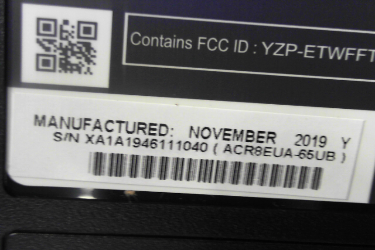 Contains FCC ID : YZP-ETWFFT
MANUFACTURED: NOVEMBER 2019 Y
S/N XA1A1946111040 ( ACR8EUA-65UB )